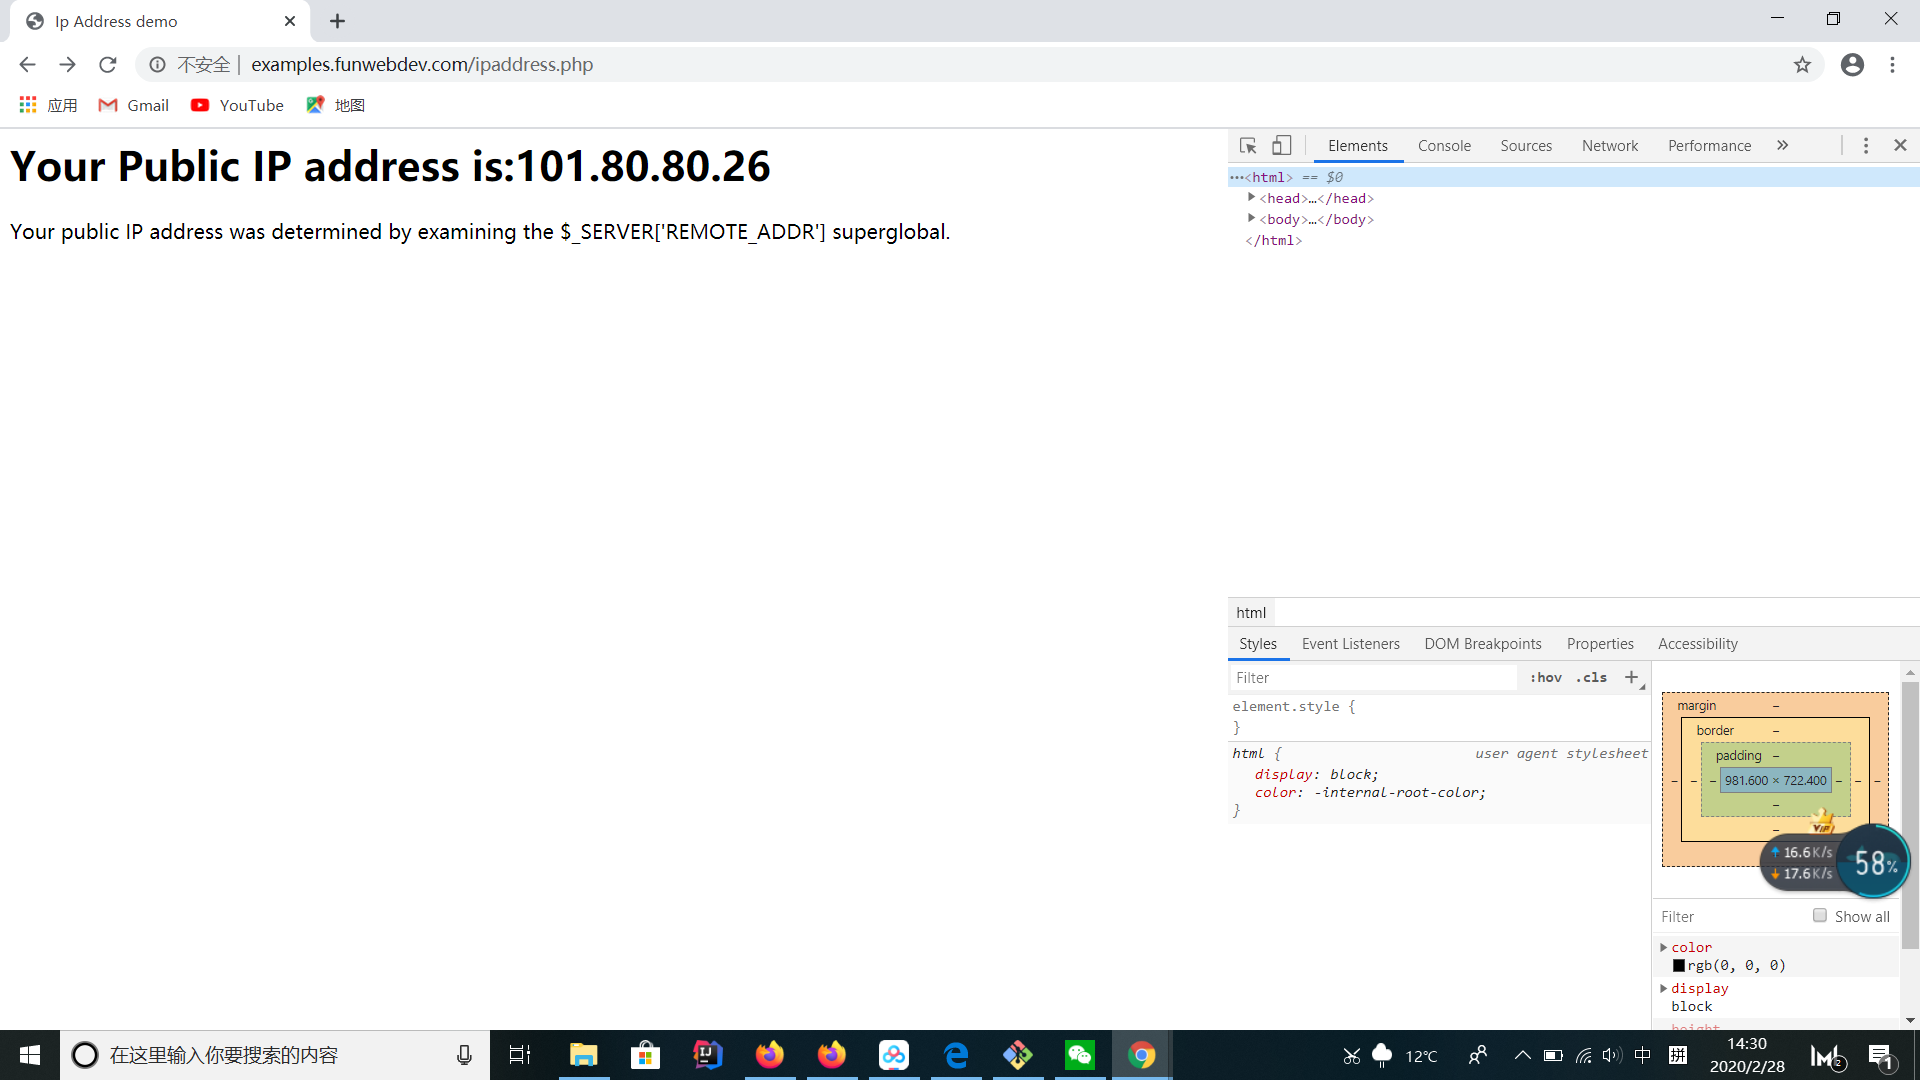 Ip Address demo
不安全 | examples.funwebdev.com/ipaddress.php
应用 Gmail YouTube 地图
Your Public IP address is:101.80.80.26
Your public IP address was determined by examining the $_SERVER['REMOTE_ADDR'] superglobal.
Elements Console Sources Network Performance
<html> == $0
<head>…</head>
<body>…</body>
</html>
html
Styles Event Listeners DOM Breakpoints Properties Accessibility
Filter :hov .cls
element.style {
}
html { user agent stylesheet
display: block;
color: -internal-root-color;
}
margin –
border –
padding –
– – – 981.600 × 722.400 – – –
–
–
VIP
16.6K/s
17.6K/s
58%
Filter Show all
color
rgb(0, 0, 0)
display
block
height
在这里输入你要搜索的内容
12℃
中 拼
14:30
2020/2/28
2
1